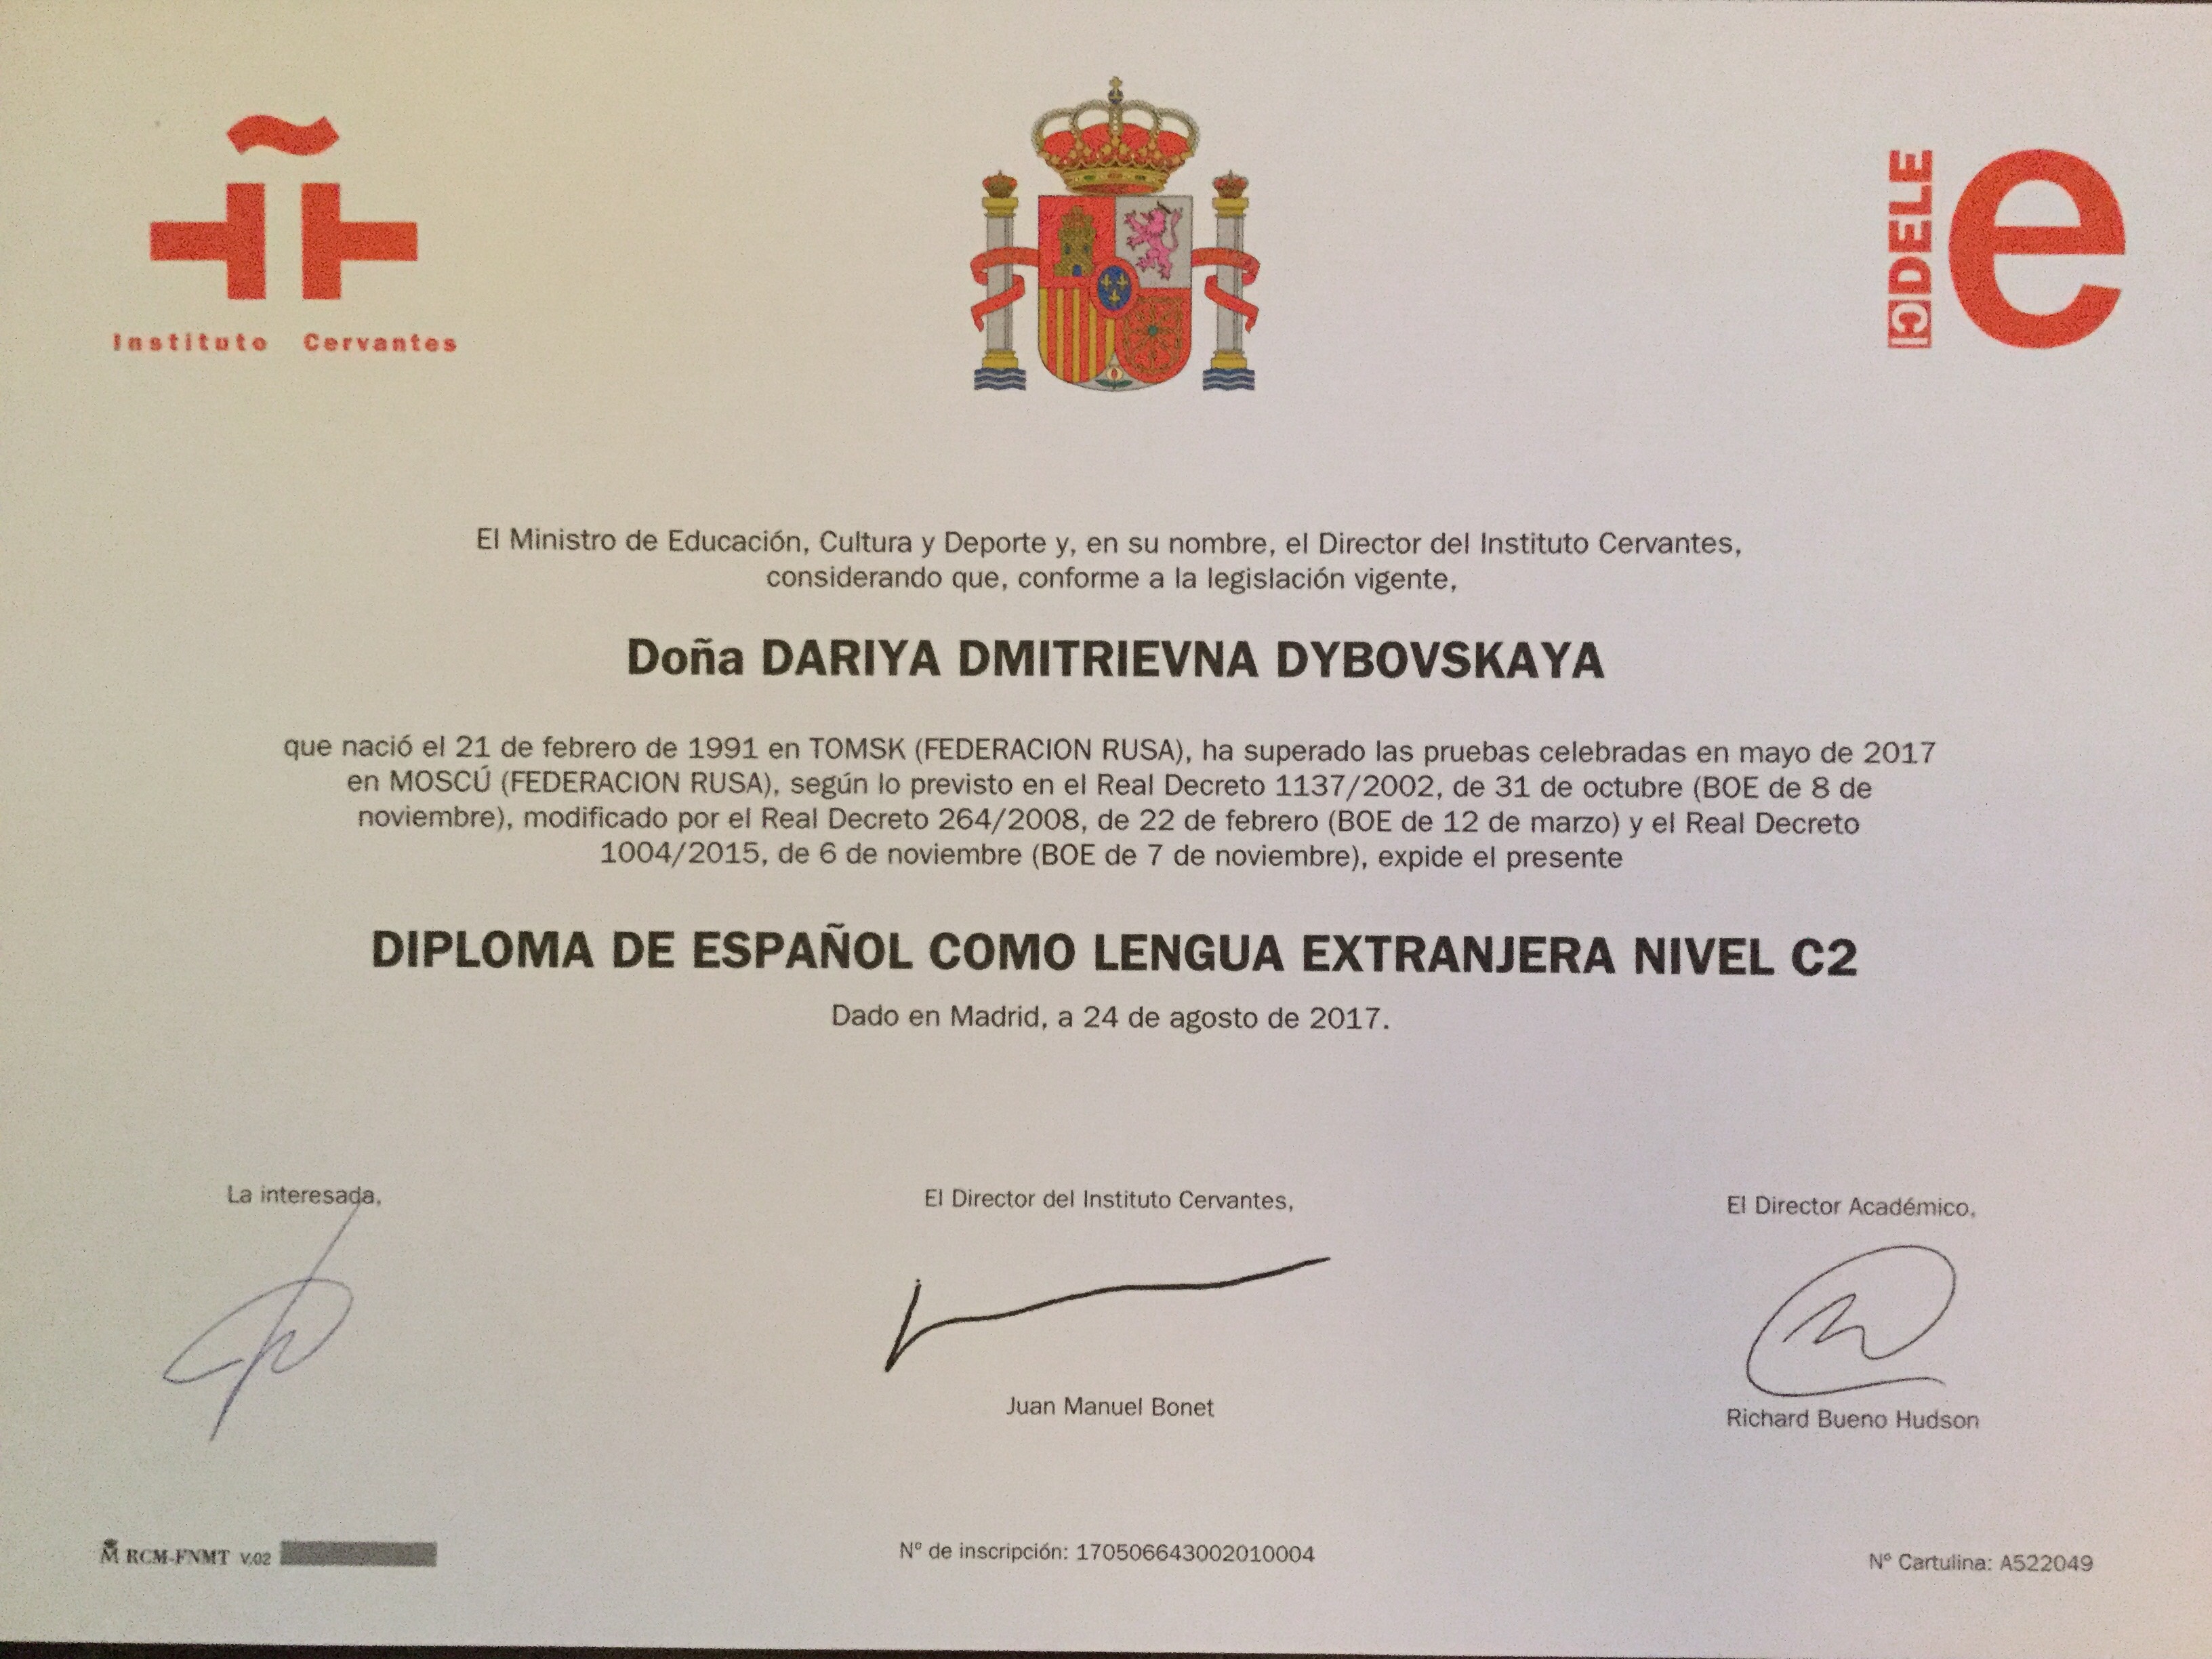 Instituto Cervantes
IC DELE
e
El Ministro de Educación, Cultura y Deporte y, en su nombre, el Director del Instituto Cervantes,
considerando que, conforme a la legislación vigente,
Doña DARIYA DMITRIEVNA DYBOVSKAYA
que nació el 21 de febrero de 1991 en TOMSK (FEDERACION RUSA), ha superado las pruebas celebradas en mayo de 2017
en MOSCÚ (FEDERACION RUSA), según lo previsto en el Real Decreto 1137/2002, de 31 de octubre (BOE de 8 de
noviembre), modificado por el Real Decreto 264/2008, de 22 de febrero (BOE de 12 de marzo) y el Real Decreto
1004/2015, de 6 de noviembre (BOE de 7 de noviembre), expide el presente
DIPLOMA DE ESPAÑOL COMO LENGUA EXTRANJERA NIVEL C2
Dado en Madrid, a 24 de agosto de 2017.
La interesada,
El Director del Instituto Cervantes,
El Director Académico,
Juan Manuel Bonet
Richard Bueno Hudson
M RCM-FNMT V.02
Nº de inscripción: 170506643002010004
Nº Cartulina: A522049